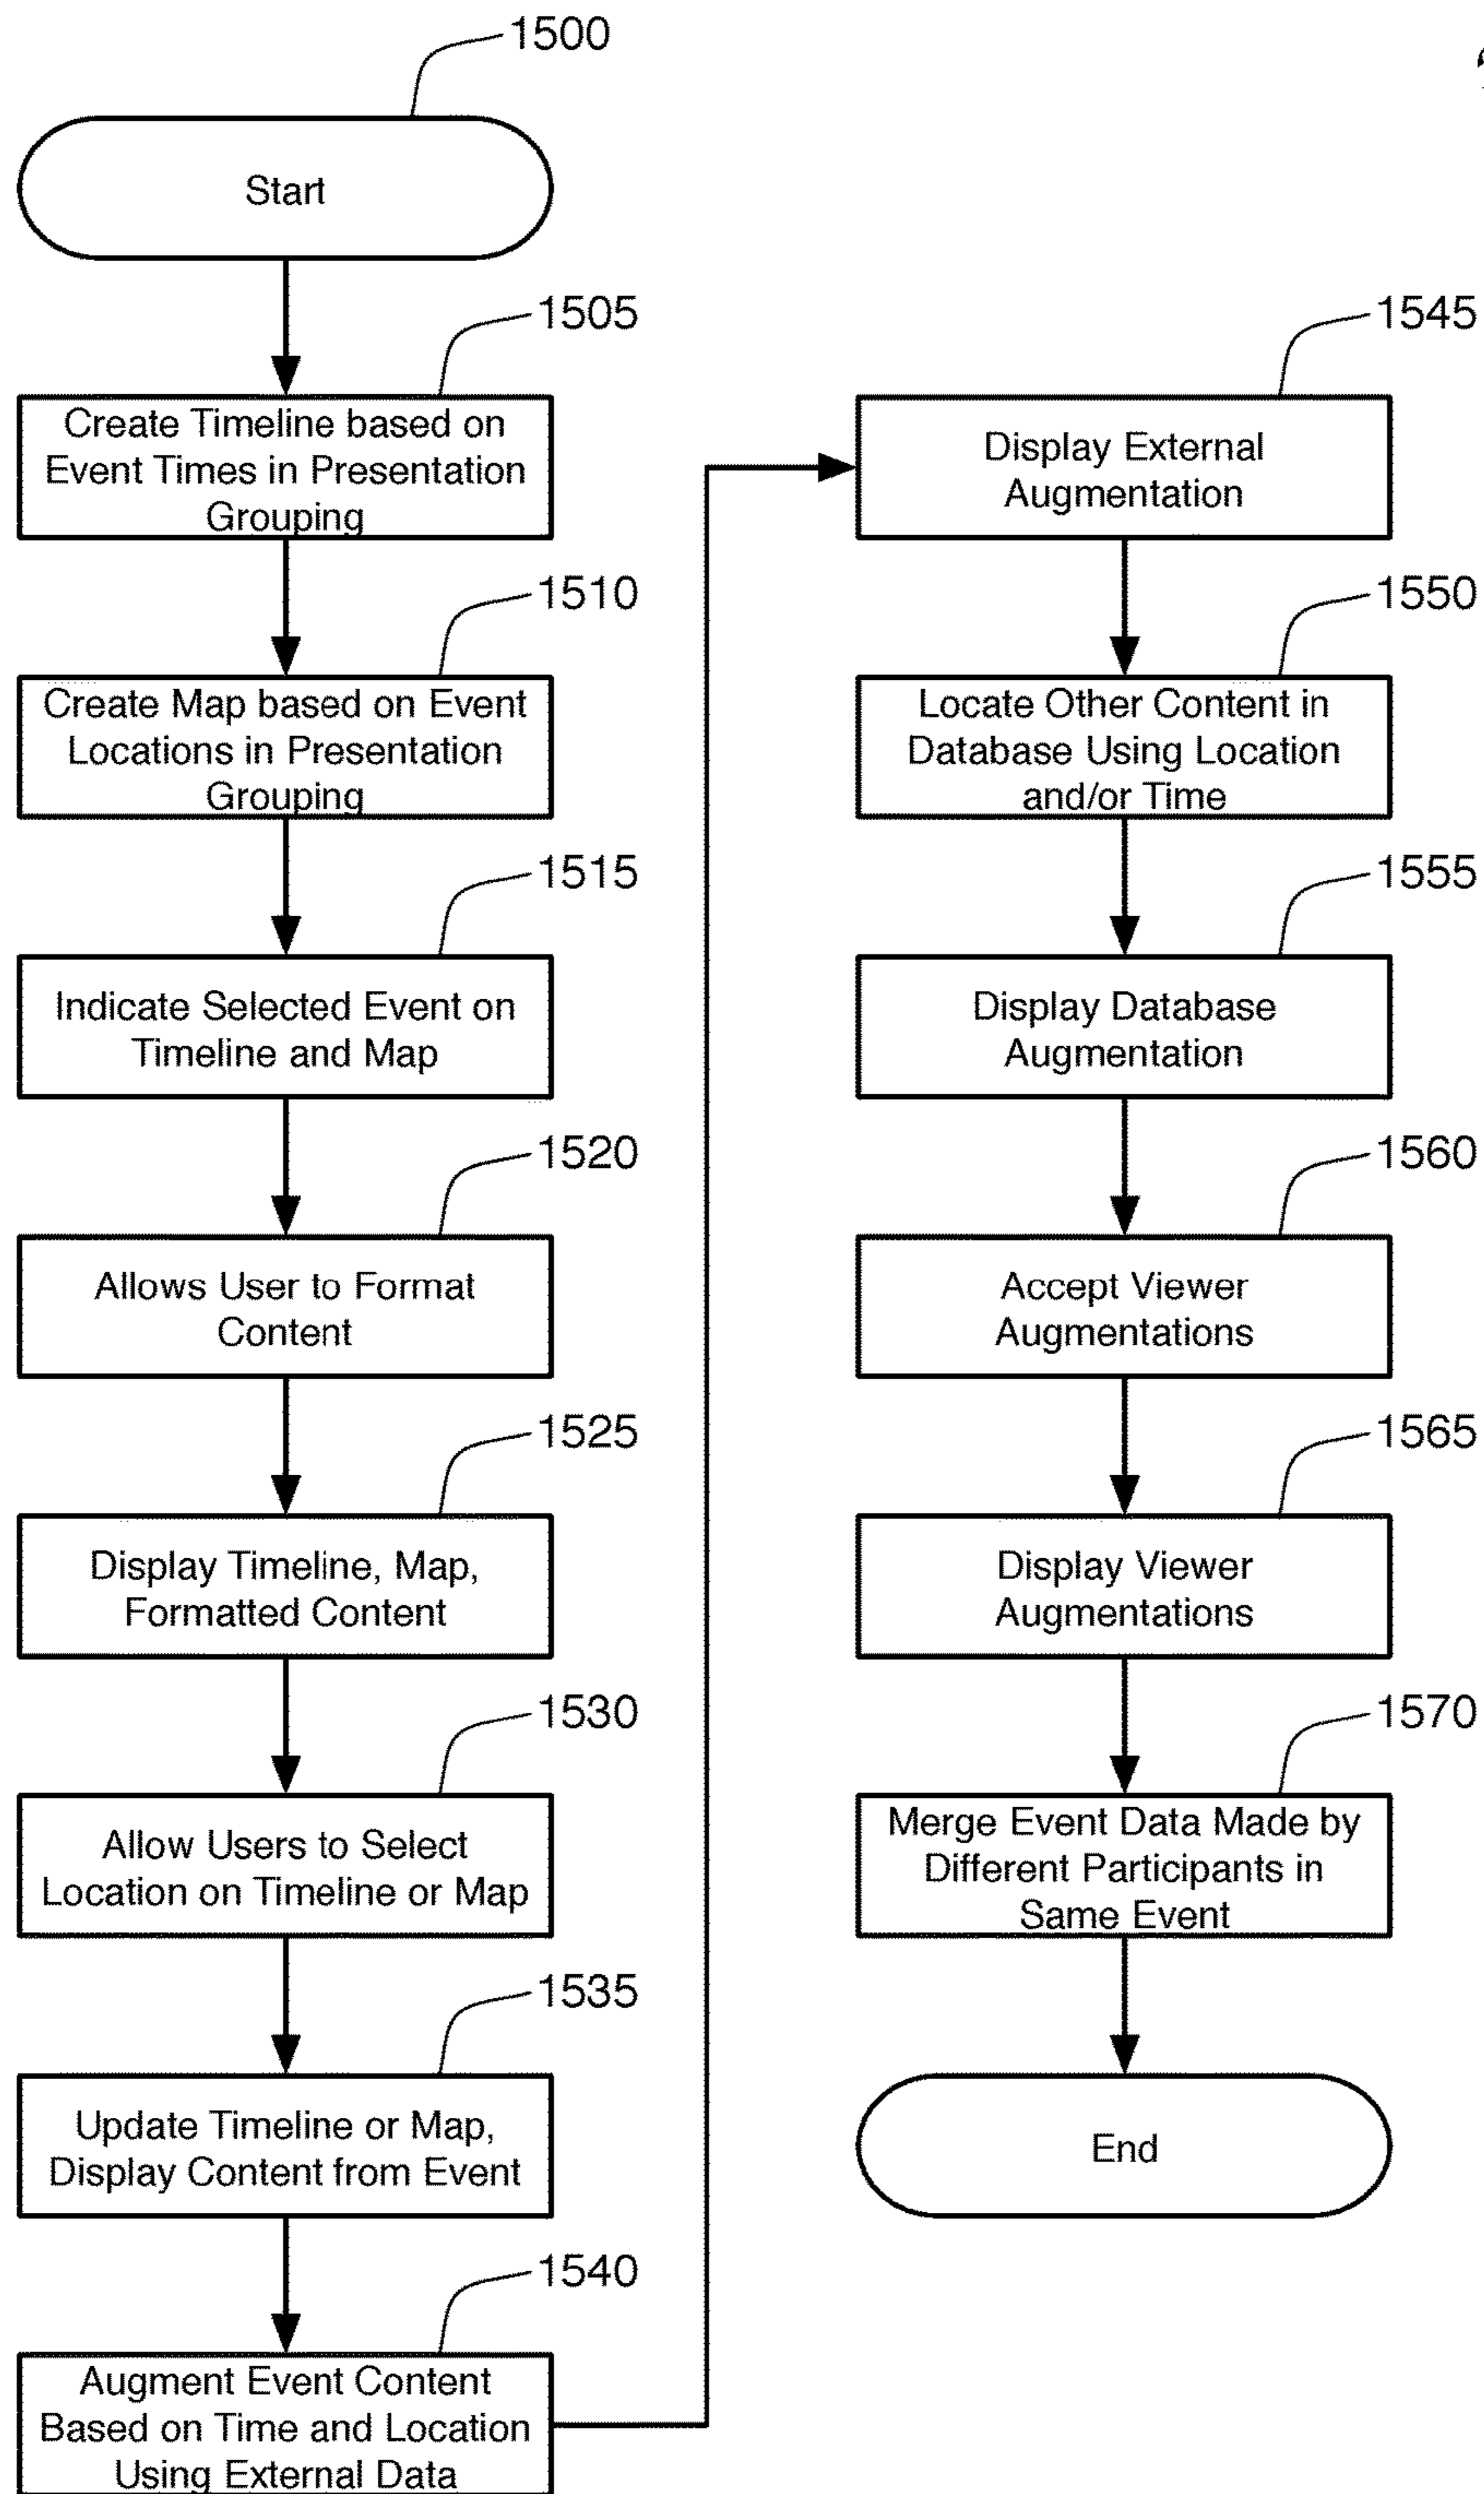 1500
Start
1505
Create Timeline based on
Event Times in Presentation
Grouping
1510
Create Map based on Event
Locations in Presentation
Grouping
1515
Indicate Selected Event on
Timeline and Map
1520
Allows User to Format
Content
1525
Display Timeline, Map,
Formatted Content
1530
Allow Users to Select
Location on Timeline or Map
1535
Update Timeline or Map,
Display Content from Event
1540
Augment Event Content
Based on Time and Location
Using External Data
1545
Display External
Augmentation
1550
Locate Other Content in
Database Using Location
and/or Time
1555
Display Database
Augmentation
1560
Accept Viewer
Augmentations
1565
Display Viewer
Augmentations
1570
Merge Event Data Made by
Different Participants in
Same Event
End